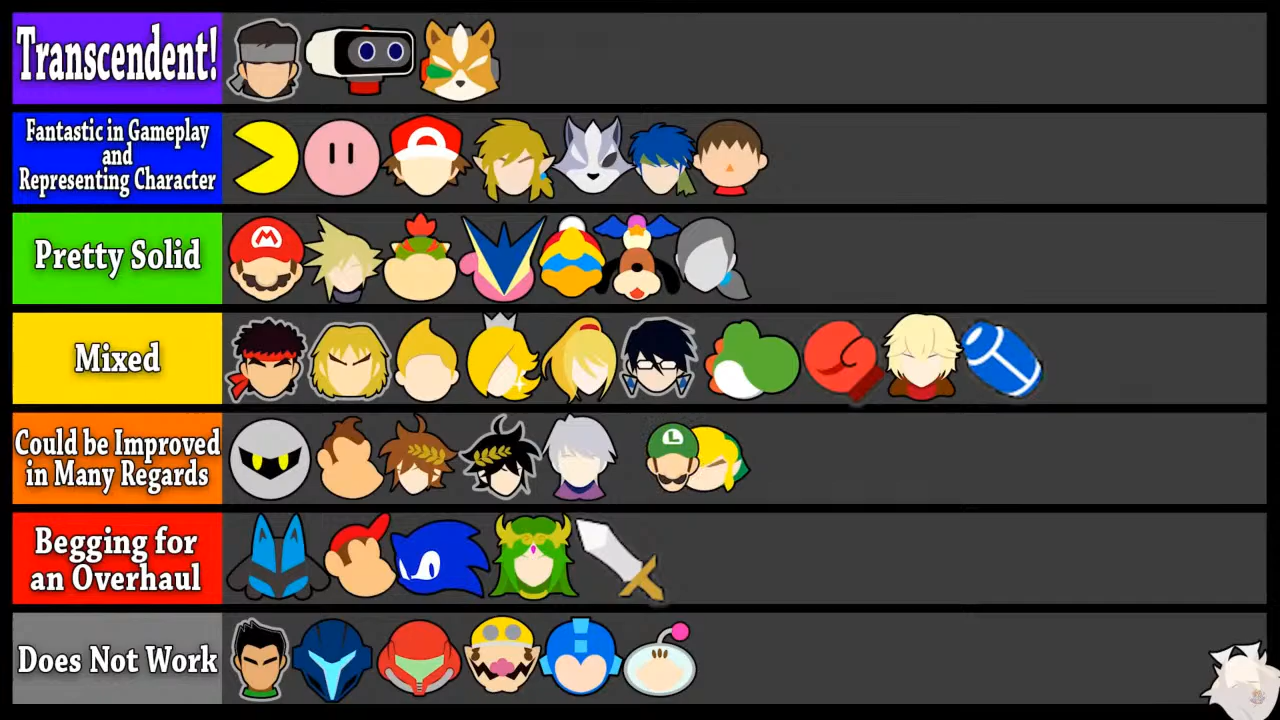 Transcendent!
Fantastic in Gameplay
and
Representing Character
M
Pretty Solid
Mixed
Could be Improved
in Many Regards
L
Begging for
an Overhaul
Does Not Work